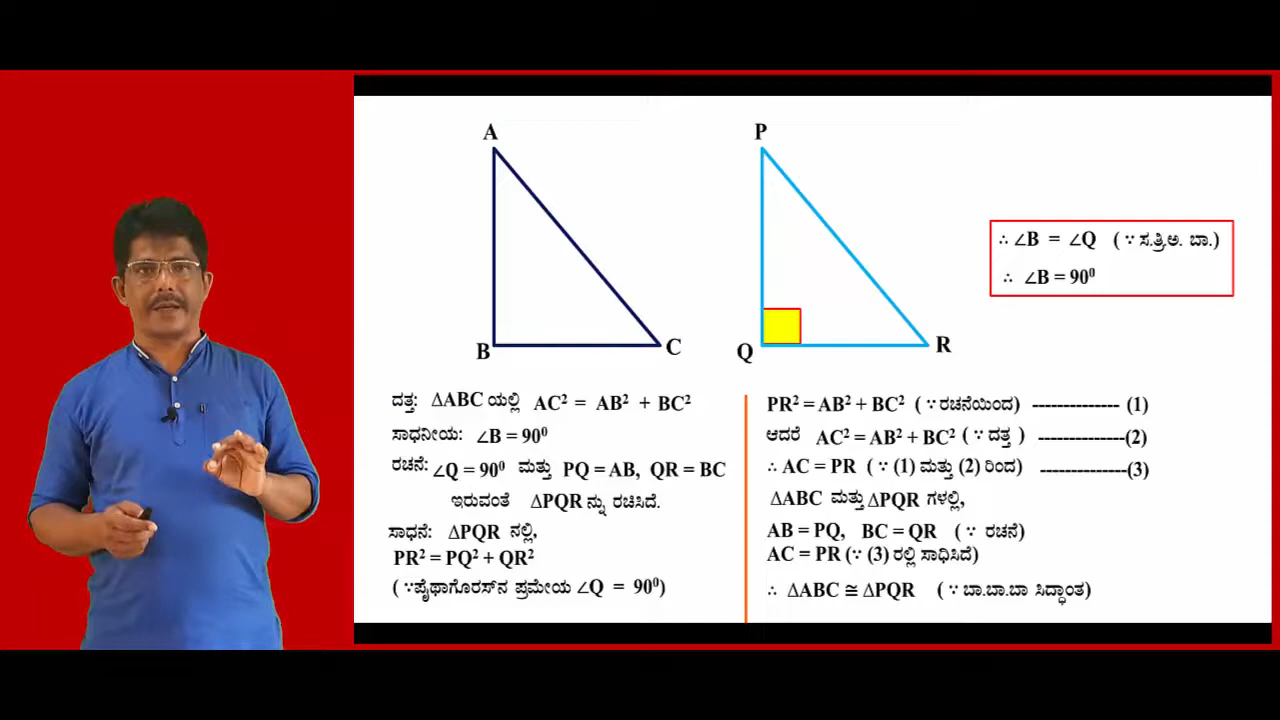 A
B
C
P
Q
R
∴ ∠B = ∠Q ( ∵ ಸ.ತ್ರಿ.ಅ. ಬಾ.)
∴ ∠B = 90⁰
ದತ್ತ: ΔABC ಯಲ್ಲಿ AC² = AB² + BC²
ಸಾಧನೀಯ: ∠B = 90⁰
ರಚನೆ: ∠Q = 90⁰ ಮತ್ತು PQ = AB, QR = BC
ಇರುವಂತೆ ΔPQR ನ್ನು ರಚಿಸಿದೆ.
ಸಾಧನೆ: ΔPQR ನಲ್ಲಿ,
PR² = PQ² + QR²
( ∵ಪೈಥಾಗೊರಸ್‌ನ ಪ್ರಮೇಯ ∠Q = 90⁰)
PR² = AB² + BC² ( ∵ ರಚನೆಯಿಂದ) -------------- (1)
ಆದರೆ AC² = AB² + BC² ( ∵ ದತ್ತ ) --------------(2)
∴ AC = PR ( ∵ (1) ಮತ್ತು (2) ರಿಂದ) -------------(3)
ΔABC ಮತ್ತು ΔPQR ಗಳಲ್ಲಿ,
AB = PQ, BC = QR ( ∵ ರಚನೆ)
AC = PR (∵ (3) ರಲ್ಲಿ ಸಾಧಿಸಿದೆ)
∴ ΔABC ≅ ΔPQR ( ∵ ಬಾ.ಬಾ.ಬಾ ಸಿದ್ಧಾಂತ)